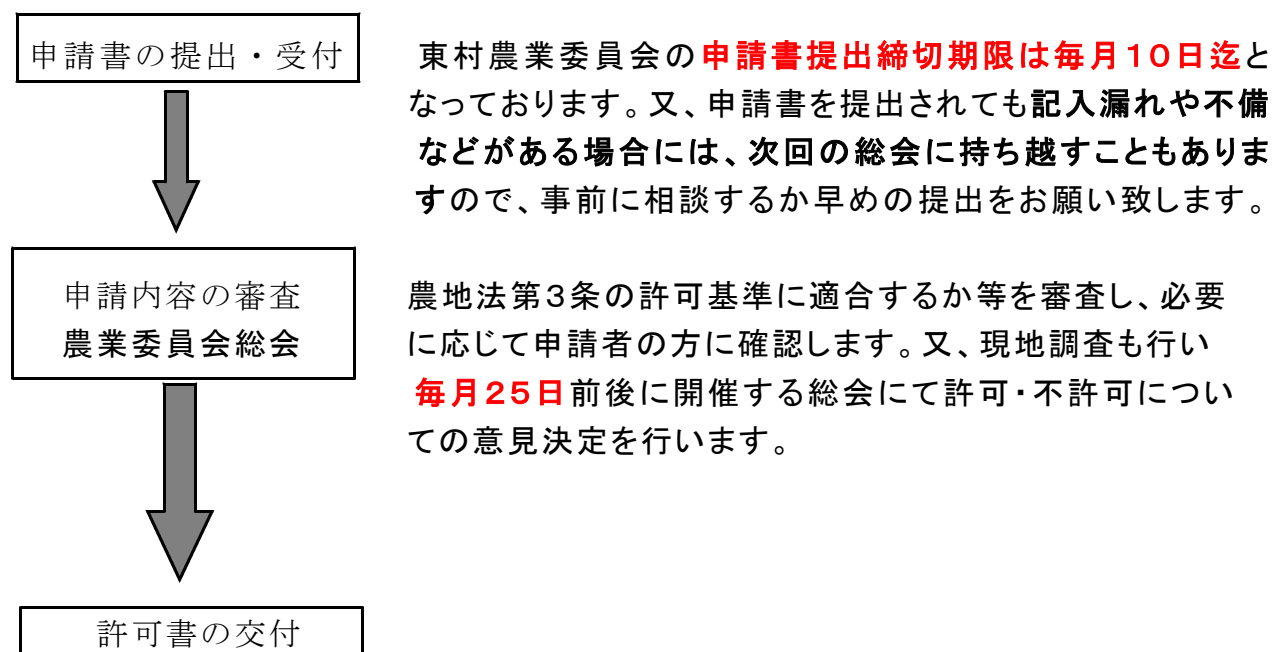 申請書の提出・受付
東村農業委員会の申請書提出締切期限は毎月10日迄と
なっております。又、申請書を提出されても記入漏れや不備
などがある場合には、次回の総会に持ち越すこともありま
すので、事前に相談するか早めの提出をお願い致します。
申請内容の審査
農業委員会総会
農地法第3条の許可基準に適合するか等を審査し、必要
に応じて申請者の方に確認します。又、現地調査も行い
毎月25日前後に開催する総会にて許可・不許可につい
ての意見決定を行います。
許可書の交付